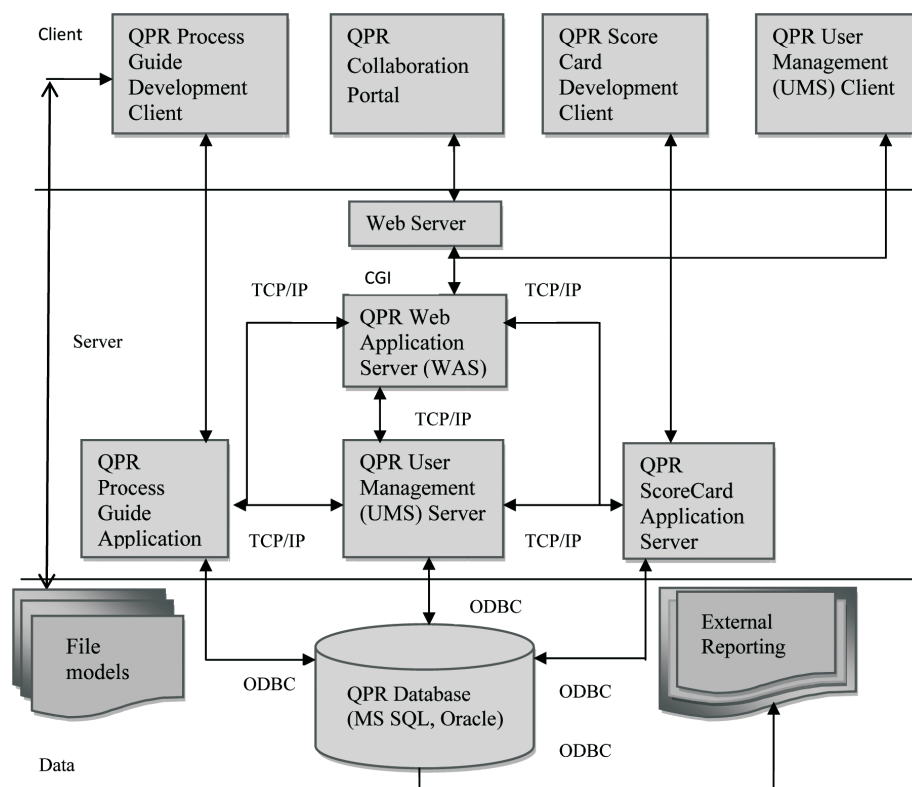 Client
QPR Process
Guide
Development
Client
QPR
Collaboration
Portal
QPR Score
Card
Development
Client
QPR User
Management
(UMS) Client
Web Server
CGI
TCP/IP
TCP/IP
QPR Web
Application
Server (WAS)
Server
TCP/IP
QPR
Process
Guide
Application
QPR User
Management
(UMS) Server
QPR
ScoreCard
Application
Server
TCP/IP
TCP/IP
ODBC
File
models
External
Reporting
ODBC
QPR Database
(MS SQL, Oracle)
ODBC
ODBC
Data